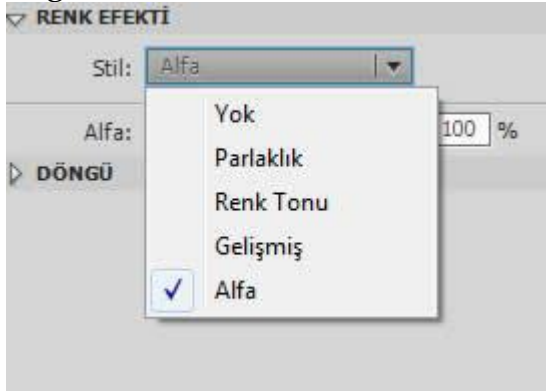 RENK EFEKTİ
Stil: Alfa
Yok
Alfa: 100 %
Parlaklık
DÖNGÜ
Renk Tonu
Gelişmiş
Alfa